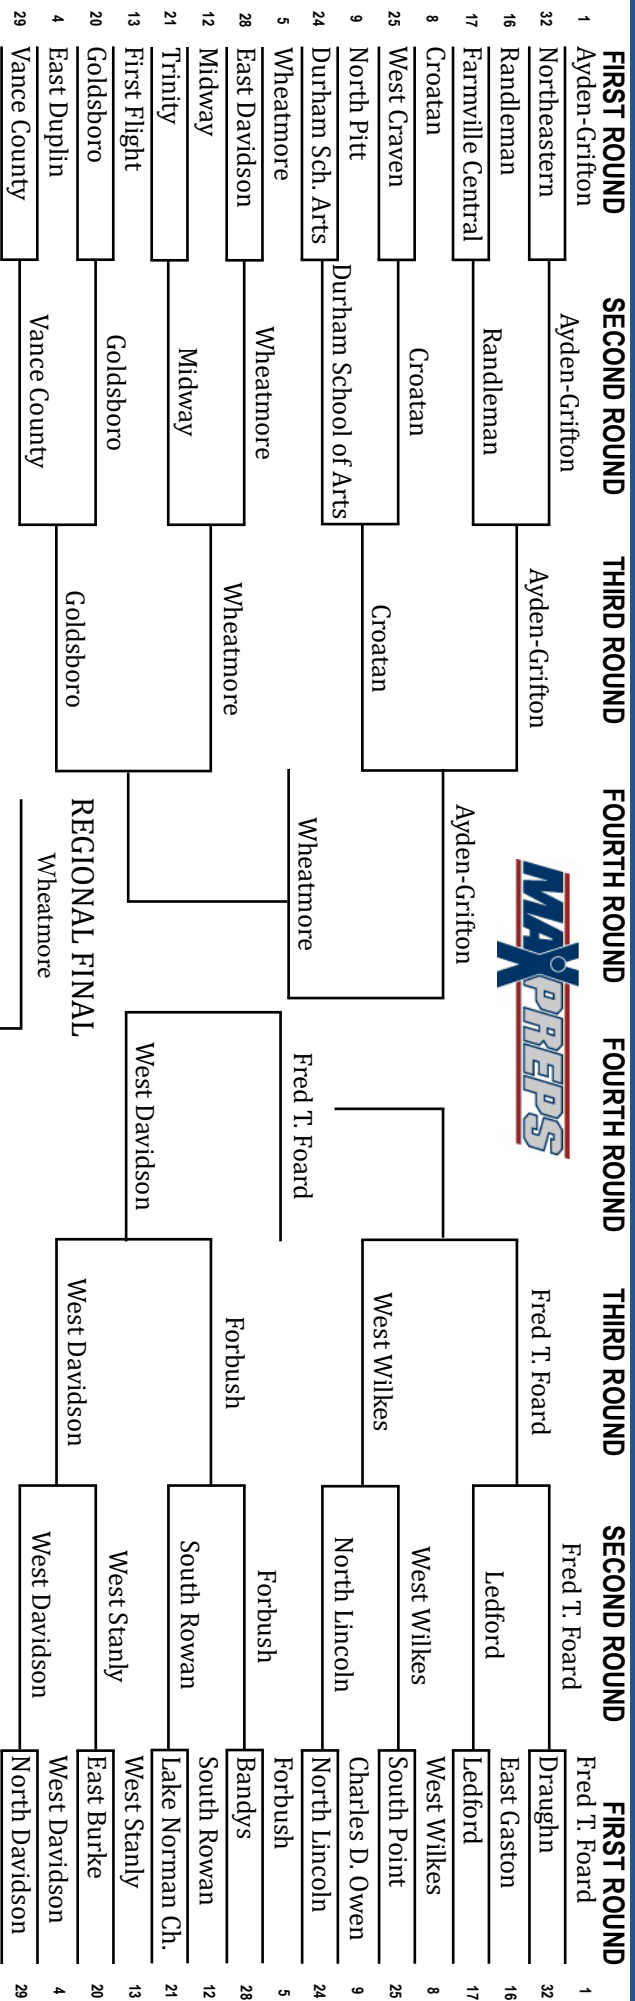 FIRST ROUND SECOND ROUND THIRD ROUND FOURTH ROUND FOURTH ROUND THIRD ROUND SECOND ROUND FIRST ROUND
MAXPREPS
1 Ayden-Grifton
32 Northeastern
16 Randleman
17 Farmville Central
8 Croatan
25 West Craven
9 North Pitt
24 Durham Sch. Arts
5 Wheatmore
28 East Davidson
12 Midway
21 Trinity
13 First Flight
20 Goldsboro
4 East Duplin
29 Vance County
Ayden-Grifton
Randleman
Croatan
Durham School of Arts
Wheatmore
Midway
Goldsboro
Vance County
Ayden-Grifton
Croatan
Wheatmore
Goldsboro
Ayden-Grifton
Wheatmore
REGIONAL FINAL
Wheatmore
Fred T. Foard
West Davidson
Fred T. Foard
West Wilkes
Forbush
West Davidson
Fred T. Foard
Ledford
West Wilkes
North Lincoln
Forbush
South Rowan
West Stanly
West Davidson
Fred T. Foard 1
Draughn 32
East Gaston 16
Ledford 17
West Wilkes 8
South Point 25
Charles D. Owen 9
North Lincoln 24
Forbush 5
Bandys 28
South Rowan 12
Lake Norman Ch. 21
West Stanly 13
East Burke 20
West Davidson 4
North Davidson 29